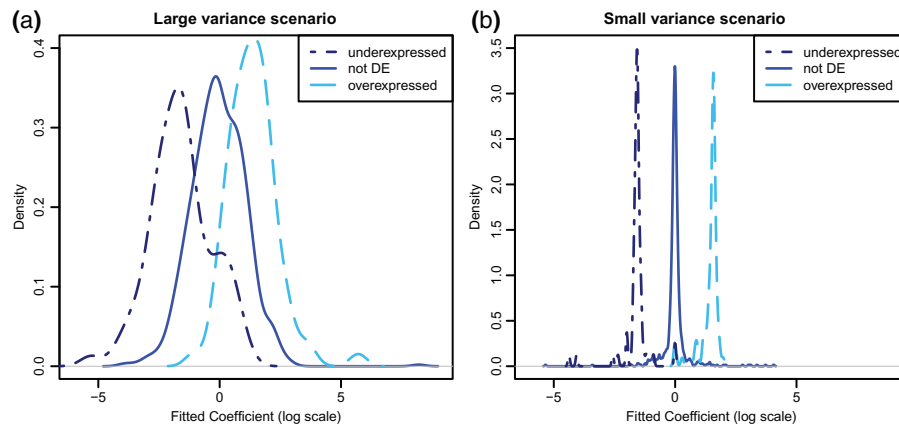 (a)
Large variance scenario
underexpressed
not DE
overexpressed
Density
0.0
0.1
0.2
0.3
0.4
−5
0
5
Fitted Coefficient (log scale)
(b)
Small variance scenario
underexpressed
not DE
overexpressed
Density
0.0
0.5
1.0
1.5
2.0
2.5
3.0
3.5
−5
0
5
Fitted Coefficient (log scale)